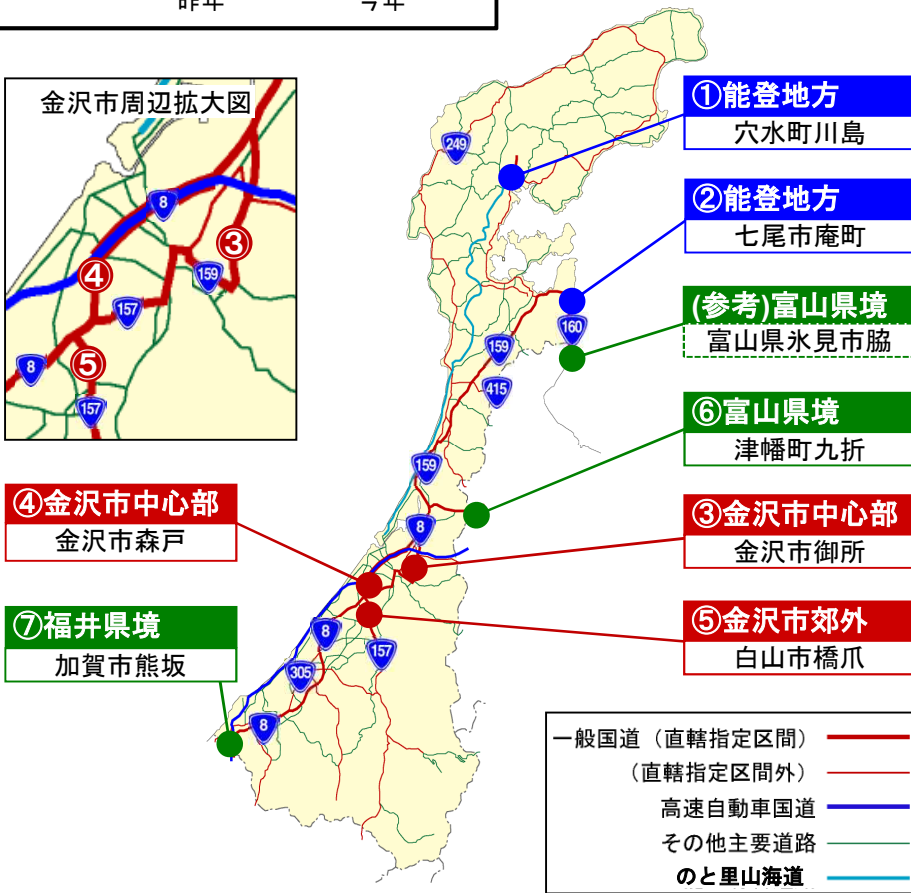 昨年 今年
金沢市周辺拡大図
8
③
④
159
157
⑤
8
157
249
①能登地方
穴水町川島
②能登地方
七尾市庵町
160
(参考)富山県境
富山県氷見市脇
159
415
⑥富山県境
津幡町九折
159
④金沢市中心部
金沢市森戸
8
③金沢市中心部
金沢市御所
⑦福井県境
加賀市熊坂
8
157
305
8
⑤金沢市郊外
白山市橋爪
一般国道（直轄指定区間）
（直轄指定区間外）
高速自動車国道
その他主要道路
のと里山海道